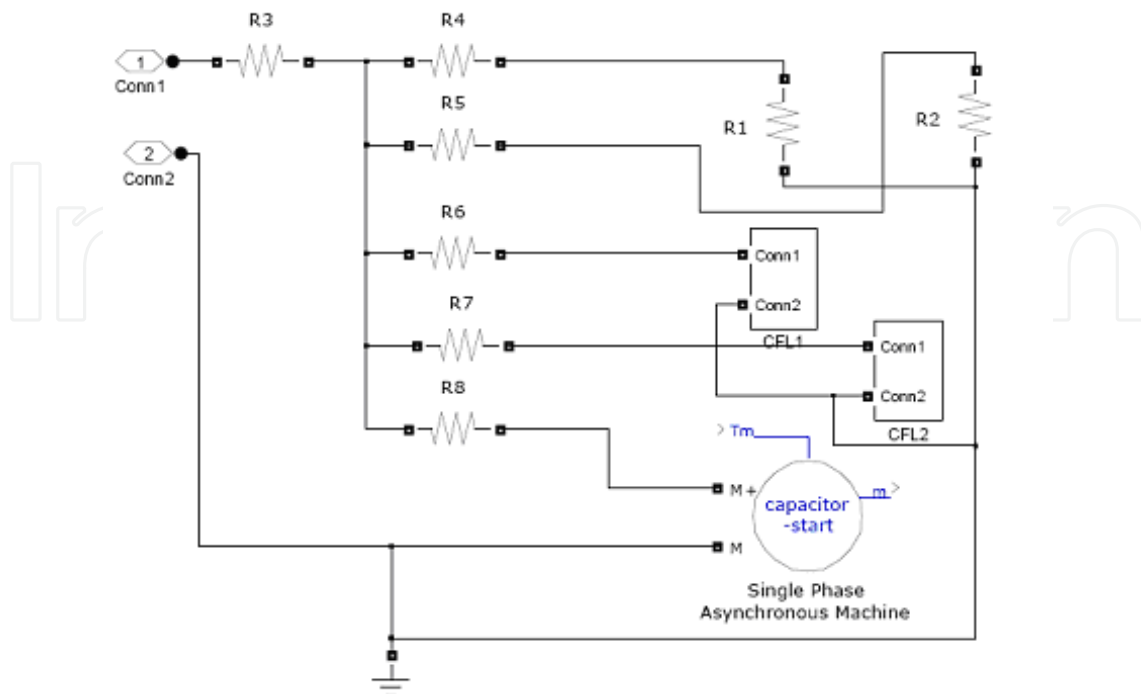 R3
R4
1
Conn1
R5
R1
R2
2
Conn2
R6
Conn1
Conn2
CFL1
R7
Conn1
Conn2
CFL2
R8
> Tm
M +
m >
capacitor
-start
M
Single Phase
Asynchronous Machine